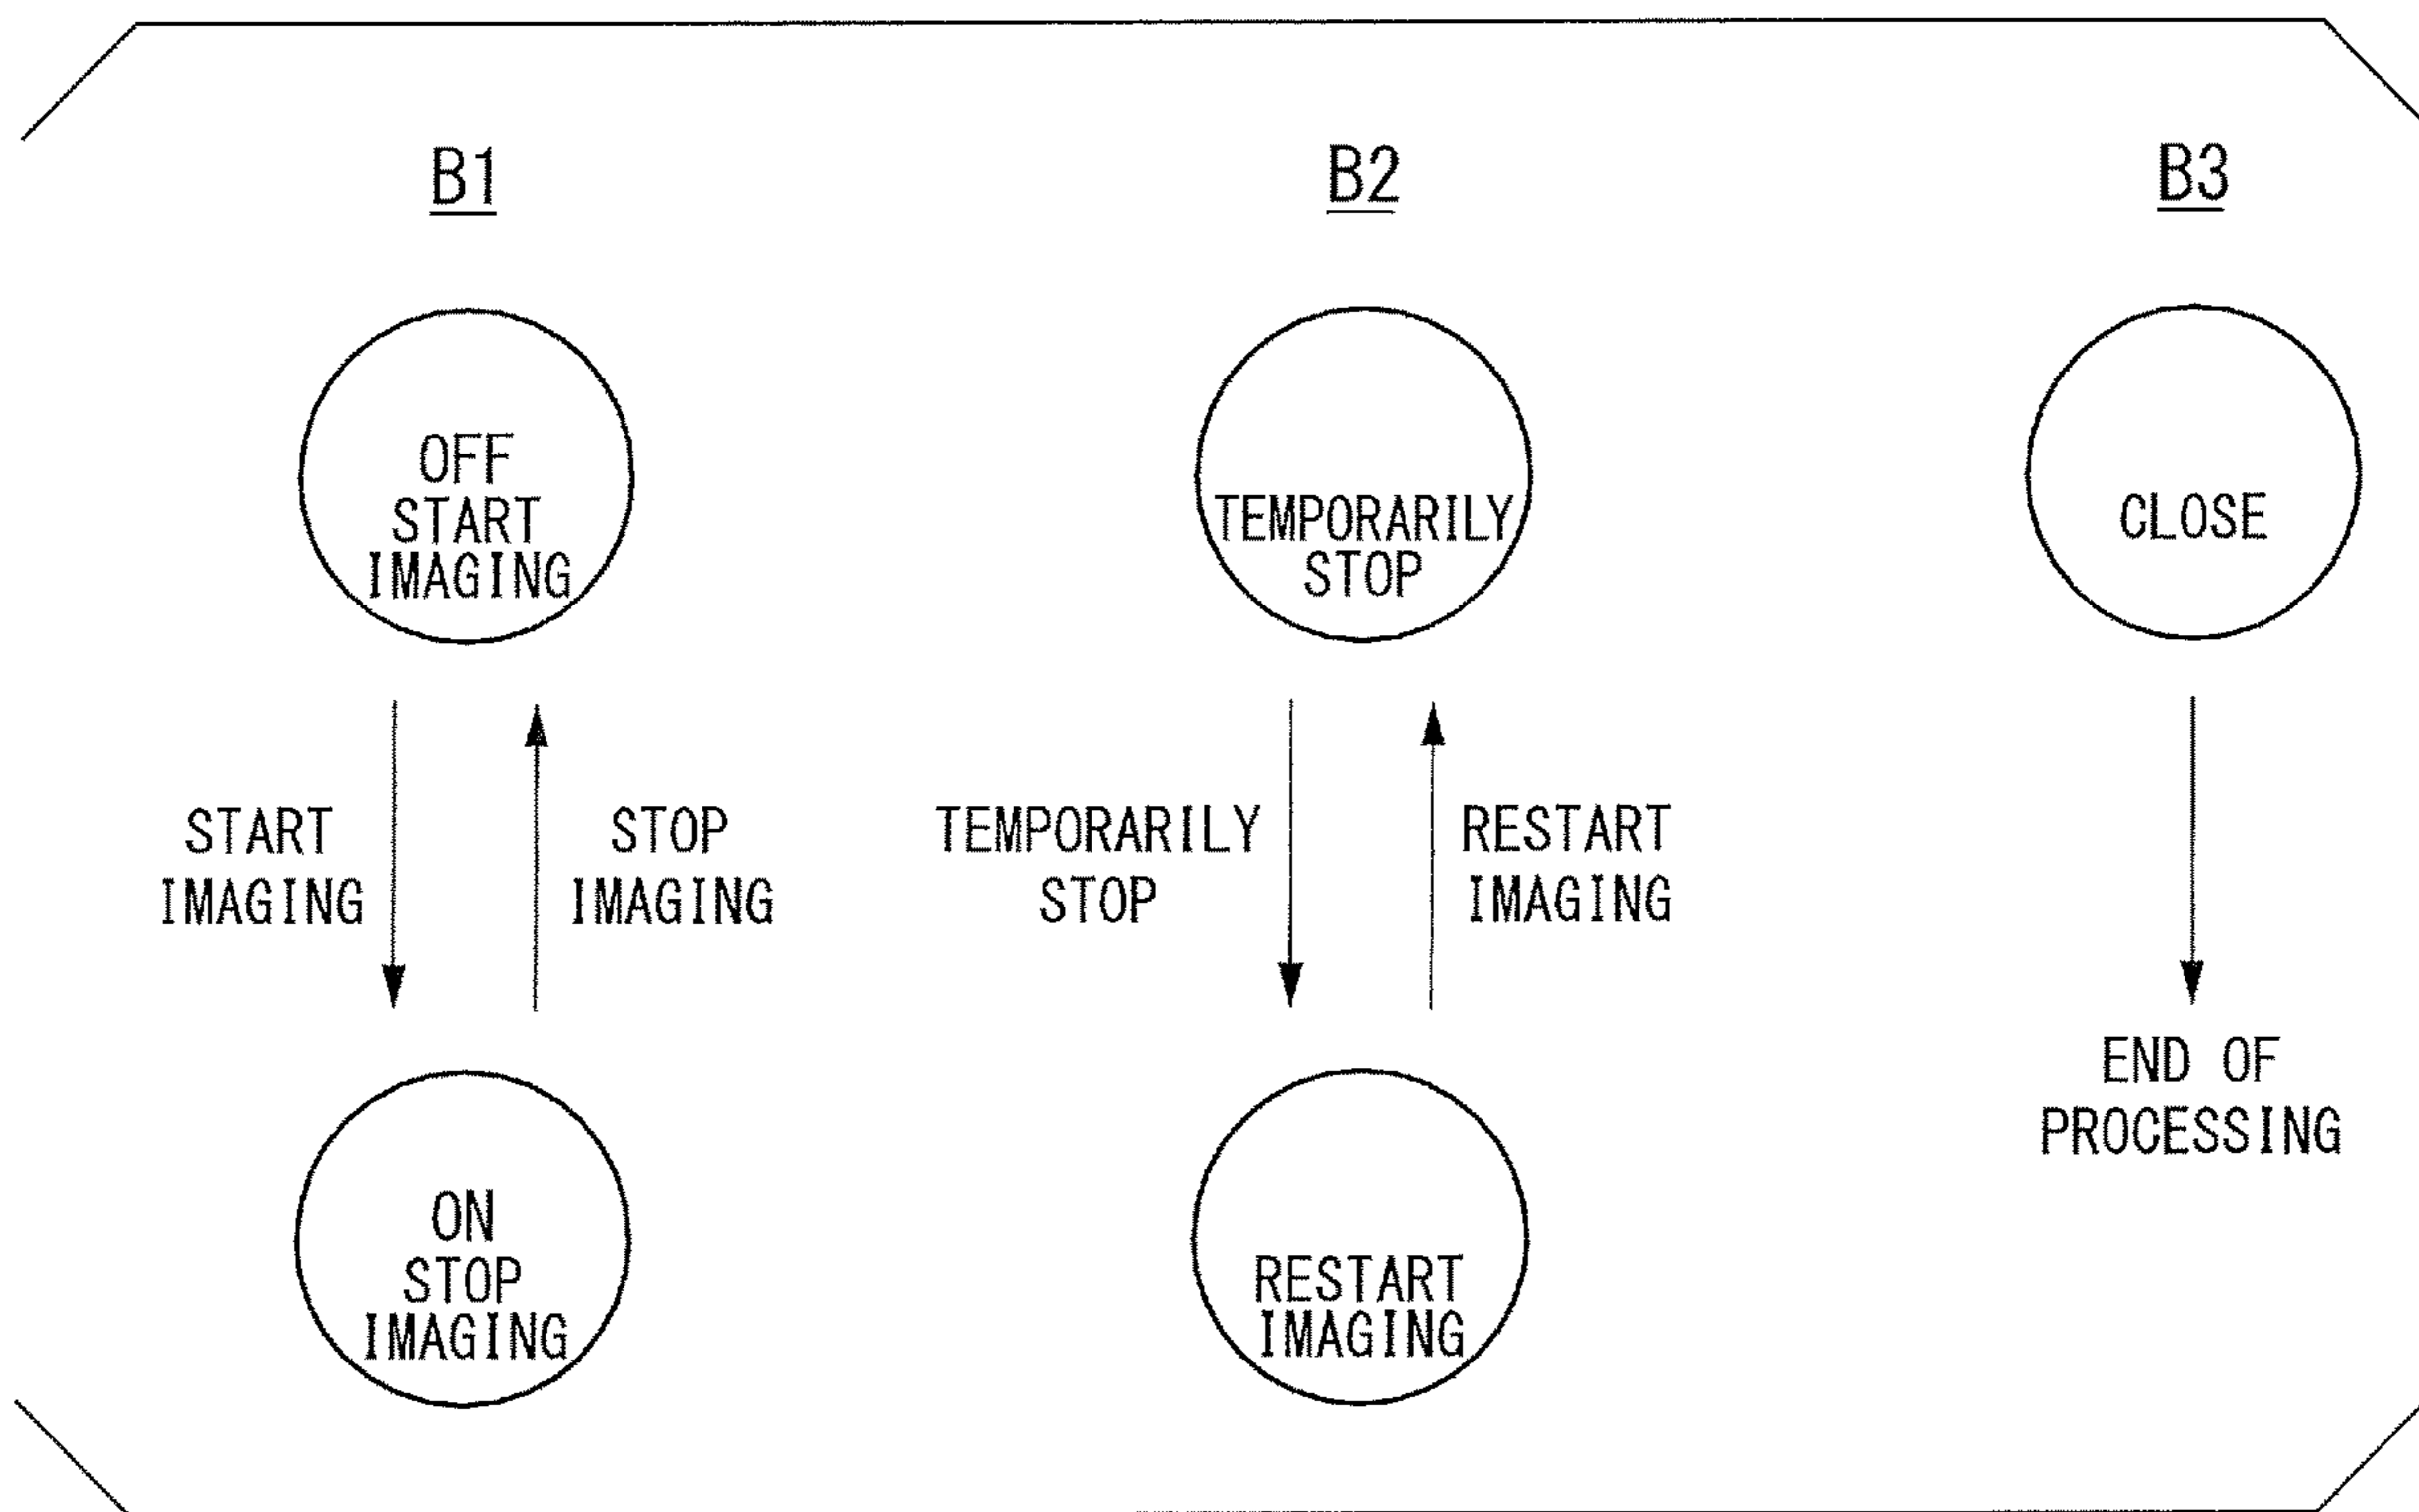 B1
OFF
START
IMAGING
START
IMAGING
STOP
IMAGING
ON
STOP
IMAGING
B2
TEMPORARILY
STOP
TEMPORARILY
STOP
RESTART
IMAGING
RESTART
IMAGING
B3
CLOSE
END OF
PROCESSING